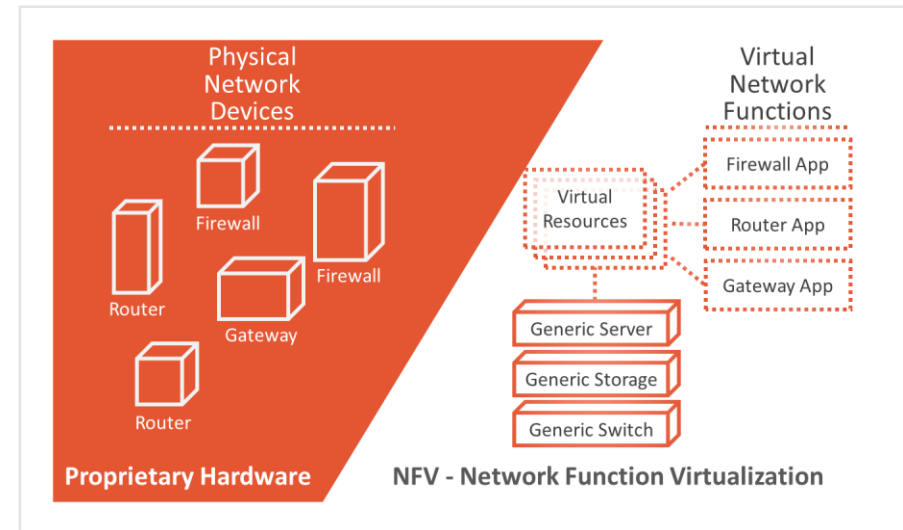 Physical
Network
Devices
Firewall
Firewall
Router
Gateway
Router
Proprietary Hardware
Virtual
Network
Functions
Firewall App
Virtual
Resources
Router App
Gateway App
Generic Server
Generic Storage
Generic Switch
NFV - Network Function Virtualization